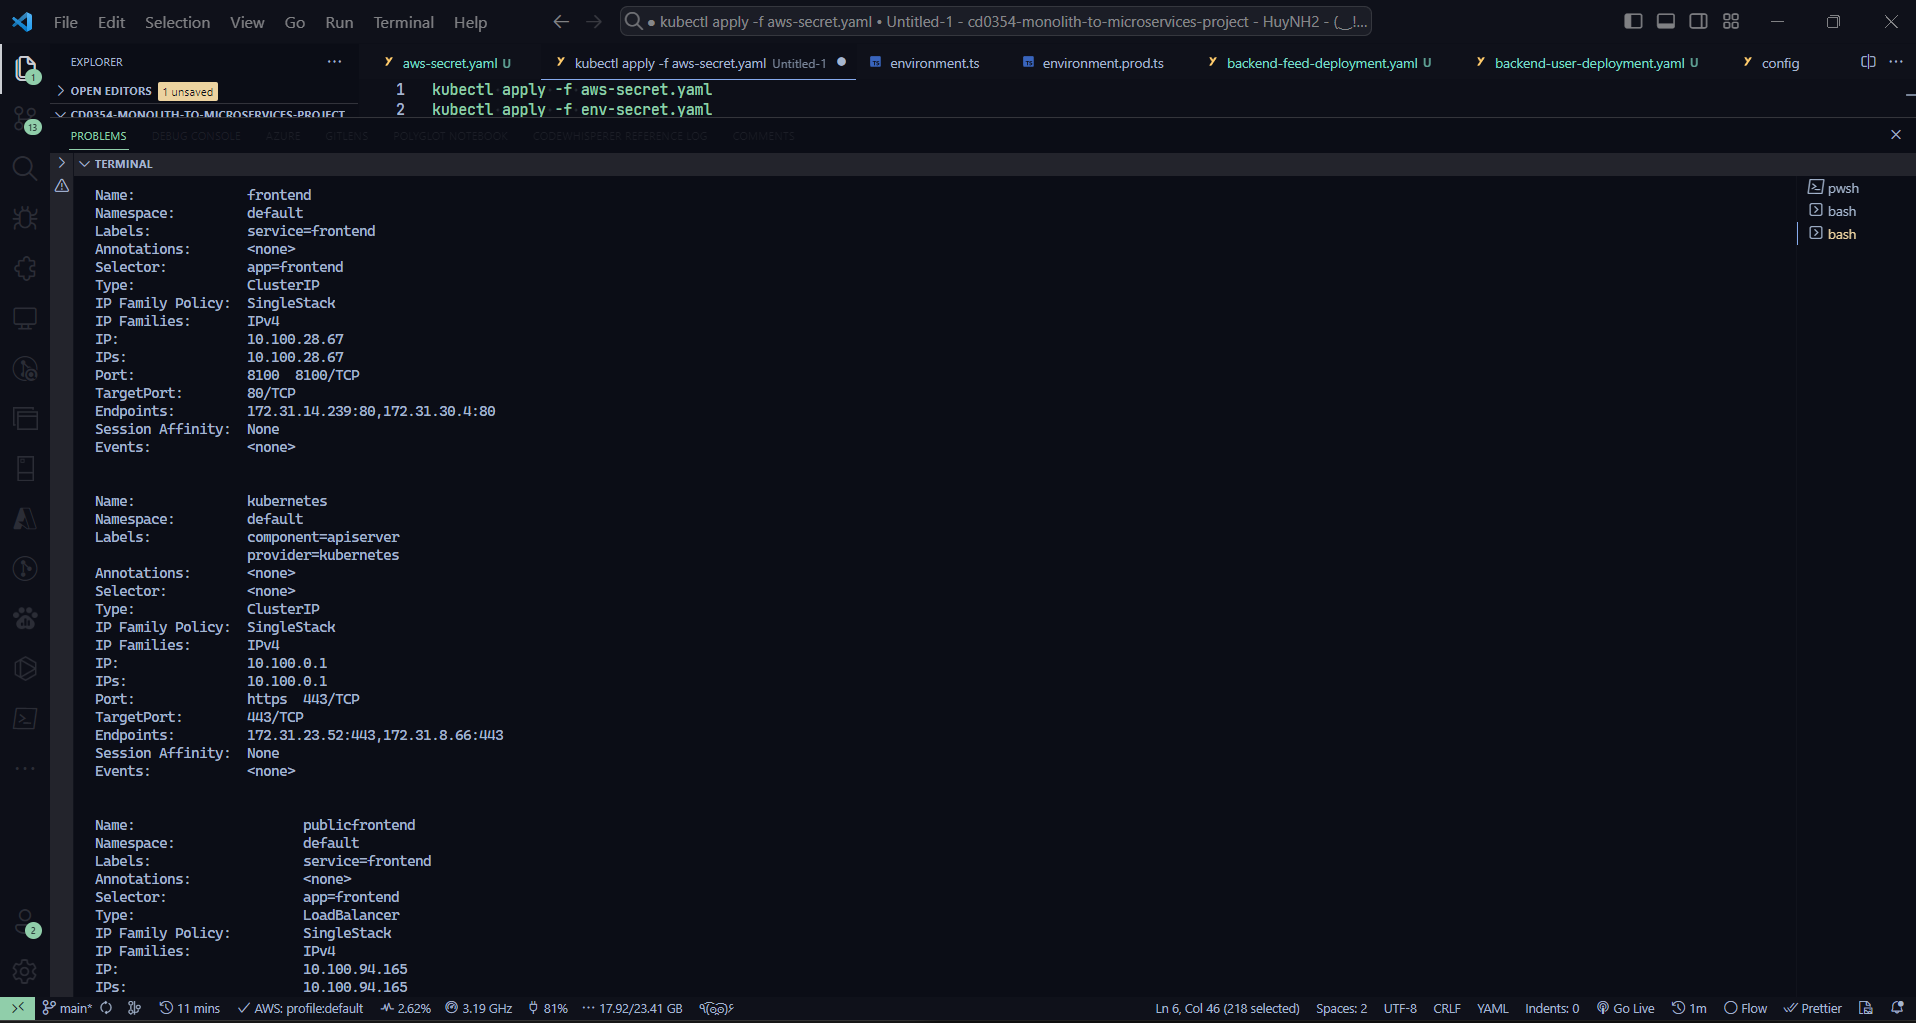 File Edit Selection View Go Run Terminal Help
● kubectl apply -f aws-secret.yaml • Untitled-1 - cd0354-monolith-to-microservices-project - HuyNH2 - (‿!...
EXPLORER
aws-secret.yaml U
kubectl apply -f aws-secret.yaml Untitled-1 ●
environment.ts
environment.prod.ts
backend-feed-deployment.yaml U
backend-user-deployment.yaml U
config
OPEN EDITORS 1 unsaved
CD0354-MONOLITH-TO-MICROSERVICES-PROJECT
1 kubectl apply -f aws-secret.yaml
2 kubectl apply -f env-secret.yaml
PROBLEMS DEBUG CONSOLE AZURE GITLENS POLYGLOT NOTEBOOK CODEWHISPERER REFERENCE LOG COMMENTS
TERMINAL
Name: frontend
Namespace: default
Labels: service=frontend
Annotations: <none>
Selector: app=frontend
Type: ClusterIP
IP Family Policy: SingleStack
IP Families: IPv4
IP: 10.100.28.67
IPs: 10.100.28.67
Port: 8100 8100/TCP
TargetPort: 80/TCP
Endpoints: 172.31.14.239:80,172.31.30.4:80
Session Affinity: None
Events: <none>
Name: kubernetes
Namespace: default
Labels: component=apiserver
provider=kubernetes
Annotations: <none>
Selector: <none>
Type: ClusterIP
IP Family Policy: SingleStack
IP Families: IPv4
IP: 10.100.0.1
IPs: 10.100.0.1
Port: https 443/TCP
TargetPort: 443/TCP
Endpoints: 172.31.23.52:443,172.31.8.66:443
Session Affinity: None
Events: <none>
Name: publicfrontend
Namespace: default
Labels: service=frontend
Annotations: <none>
Selector: app=frontend
Type: LoadBalancer
IP Family Policy: SingleStack
IP Families: IPv4
IP: 10.100.94.165
IPs: 10.100.94.165
pwsh
bash
bash
1
13
2
main* 11 mins AWS: profile:default 2.62% 3.19 GHz 81% 17.92/23.41 GB
Ln 6, Col 46 (218 selected) Spaces: 2 UTF-8 CRLF YAML Indents: 0 Go Live 1m Flow Prettier